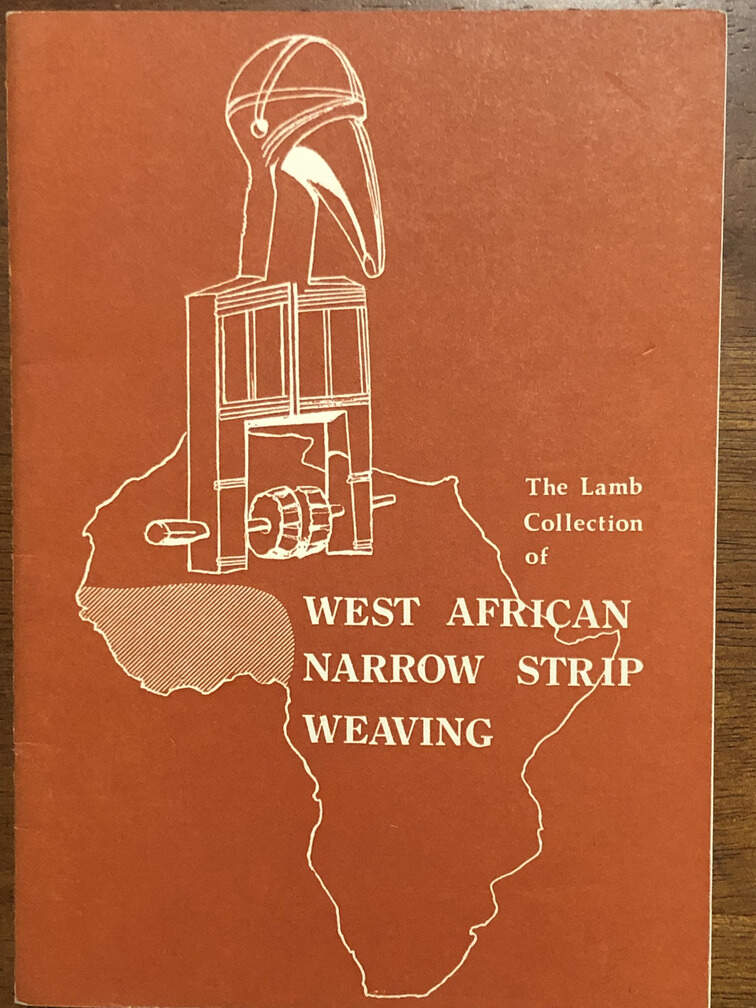 The Lamb
Collection
of
WEST AFRICAN
NARROW STRIP
WEAVING